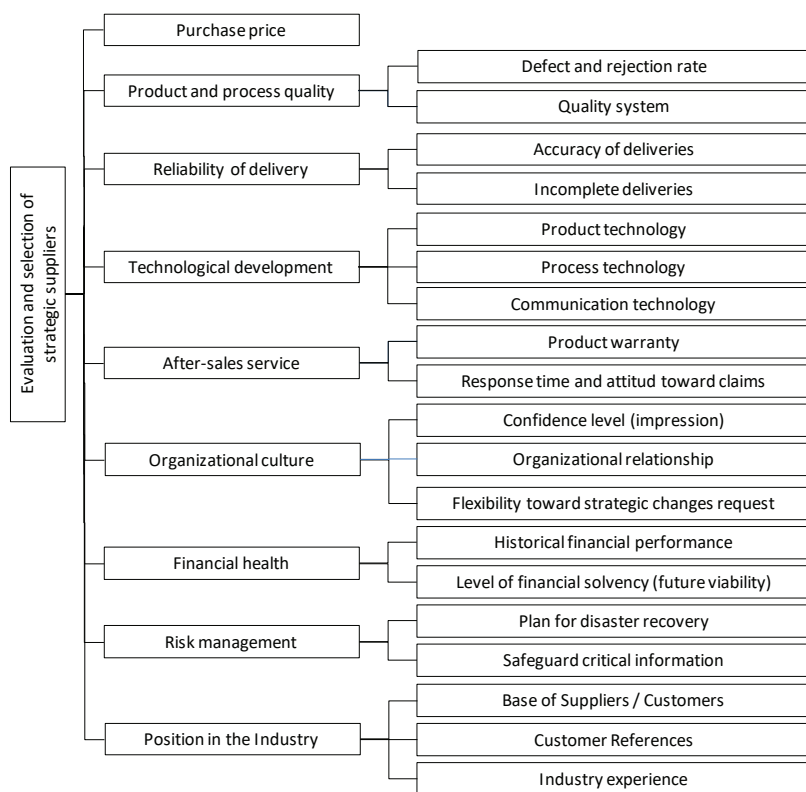 Evaluation and selection of
strategic suppliers
Purchase price
Product and process quality
Defect and rejection rate
Quality system
Reliability of delivery
Accuracy of deliveries
Incomplete deliveries
Technological development
Product technology
Process technology
Communication technology
After-sales service
Product warranty
Response time and attitud toward claims
Organizational culture
Confidence level (impression)
Organizational relationship
Flexibility toward strategic changes request
Financial health
Historical financial performance
Level of financial solvency (future viability)
Risk management
Plan for disaster recovery
Safeguard critical information
Position in the Industry
Base of Suppliers / Customers
Customer References
Industry experience